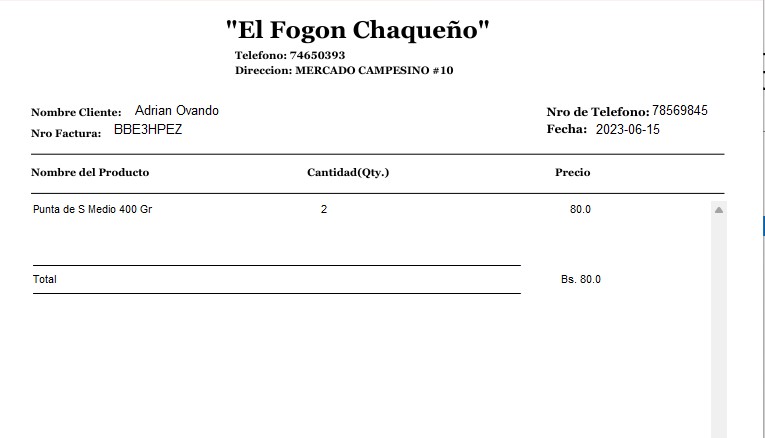 "El Fogon Chaqueño"
Telefono: 74650393
Direccion: MERCADO CAMPESINO #10
Nombre Cliente: Adrian Ovando Nro de Telefono: 78569845
Nro Factura: BBE3HPEZ Fecha: 2023-06-15
Nombre del Producto Cantidad(Qty.) Precio
Punta de S Medio 400 Gr 2 80.0
Total Bs. 80.0